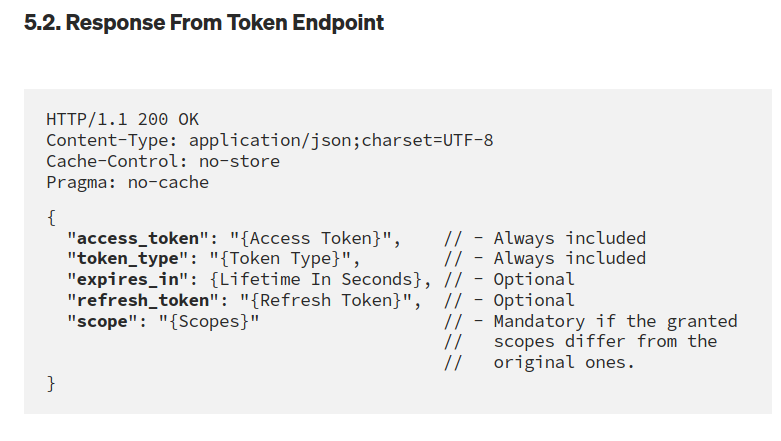 5.2. Response From Token Endpoint
HTTP/1.1 200 OK
Content-Type: application/json;charset=UTF-8
Cache-Control: no-store
Pragma: no-cache
{
  "access_token": "{Access Token}",    // - Always included
  "token_type": "{Token Type}",        // - Always included
  "expires_in": {Lifetime In Seconds}, // - Optional
  "refresh_token": "{Refresh Token}",  // - Optional
  "scope": "{Scopes}"                  // - Mandatory if the granted
                                       //   scopes differ from the
                                       //   original ones.
}